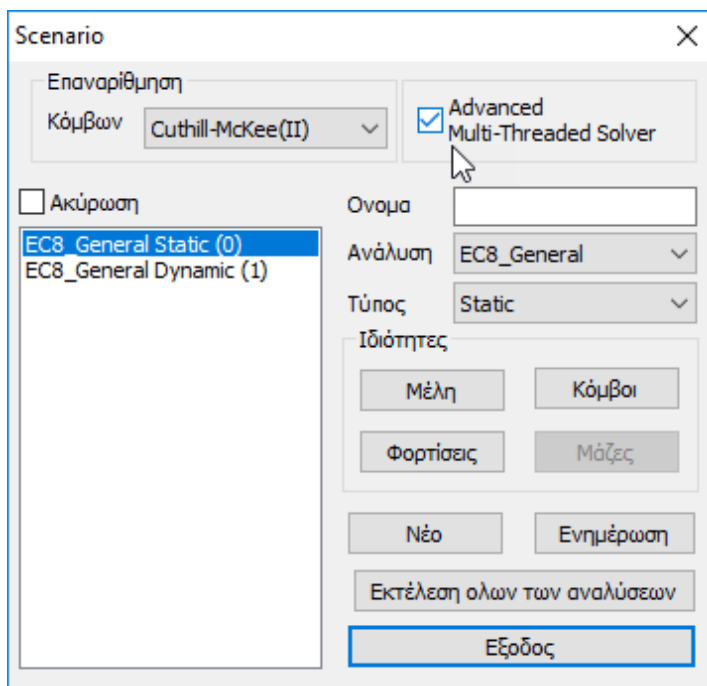 Scenario
Επαναρίθμηση
Κόμβων
Cuthill-McKee(II)
Advanced
Multi-Threaded Solver
Ακύρωση
EC8_General Static (0)
EC8_General Dynamic (1)
Ονομα
Ανάλυση
EC8_General
Τύπος
Static
Ιδιότητες
Μέλη
Κόμβοι
Φορτίσεις
Μάζες
Νέο
Ενημέρωση
Εκτέλεση ολων των αναλύσεων
Εξοδος